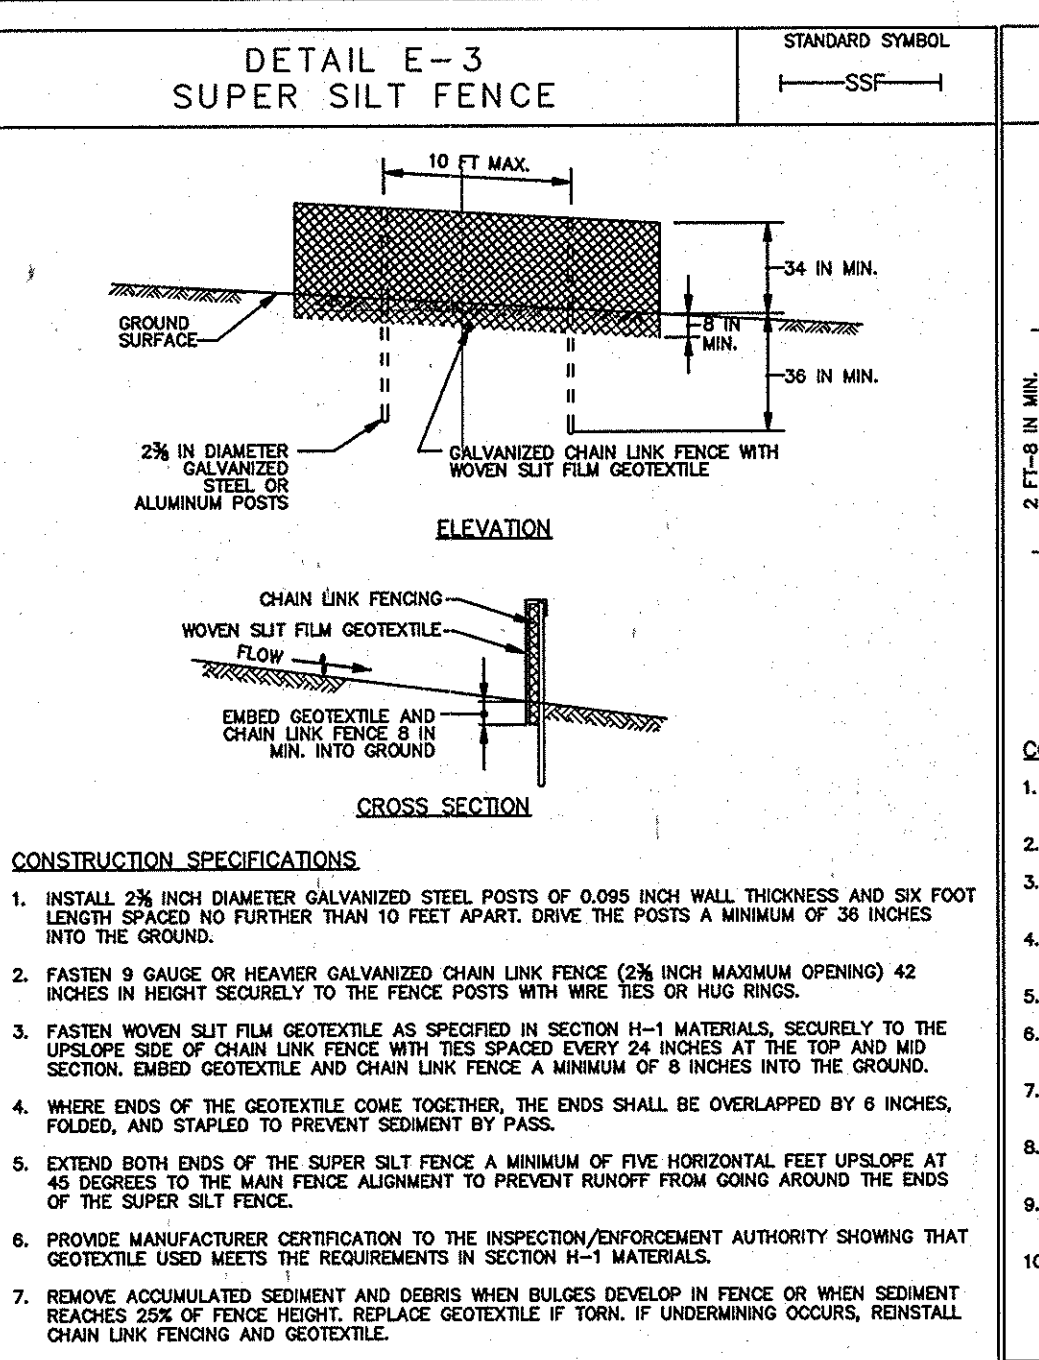 DETAIL E-3
SUPER SILT FENCE
STANDARD SYMBOL
SSF
10 FT MAX.
34 IN MIN.
GROUND
SURFACE
8 IN
MIN.
36 IN MIN.
2⅜ IN DIAMETER
GALVANIZED
STEEL OR
ALUMINUM POSTS
GALVANIZED CHAIN LINK FENCE WITH
WOVEN SLIT FILM GEOTEXTILE
ELEVATION
CHAIN LINK FENCING
WOVEN SLIT FILM GEOTEXTILE
FLOW
EMBED GEOTEXTILE AND
CHAIN LINK FENCE 8 IN
MIN. INTO GROUND
CROSS SECTION
CONSTRUCTION SPECIFICATIONS
1. INSTALL 2⅜ INCH DIAMETER GALVANIZED STEEL POSTS OF 0.095 INCH WALL THICKNESS AND SIX FOOT
LENGTH SPACED NO FURTHER THAN 10 FEET APART. DRIVE THE POSTS A MINIMUM OF 36 INCHES
INTO THE GROUND.
2. FASTEN 9 GAUGE OR HEAVIER GALVANIZED CHAIN LINK FENCE (2⅜ INCH MAXIMUM OPENING) 42
INCHES IN HEIGHT SECURELY TO THE FENCE POSTS WITH WIRE TIES OR HUG RINGS.
3. FASTEN WOVEN SLIT FILM GEOTEXTILE AS SPECIFIED IN SECTION H-1 MATERIALS, SECURELY TO THE
UPSLOPE SIDE OF CHAIN LINK FENCE WITH TIES SPACED EVERY 24 INCHES AT THE TOP AND MID
SECTION. EMBED GEOTEXTILE AND CHAIN LINK FENCE A MINIMUM OF 8 INCHES INTO THE GROUND.
4. WHERE ENDS OF THE GEOTEXTILE COME TOGETHER, THE ENDS SHALL BE OVERLAPPED BY 6 INCHES,
FOLDED, AND STAPLED TO PREVENT SEDIMENT BY PASS.
5. EXTEND BOTH ENDS OF THE SUPER SILT FENCE A MINIMUM OF FIVE HORIZONTAL FEET UPSLOPE AT
45 DEGREES TO THE MAIN FENCE ALIGNMENT TO PREVENT RUNOFF FROM GOING AROUND THE ENDS
OF THE SUPER SILT FENCE.
6. PROVIDE MANUFACTURER CERTIFICATION TO THE INSPECTION/ENFORCEMENT AUTHORITY SHOWING THAT
GEOTEXTILE USED MEETS THE REQUIREMENTS IN SECTION H-1 MATERIALS.
7. REMOVE ACCUMULATED SEDIMENT AND DEBRIS WHEN BULGES DEVELOP IN FENCE OR WHEN SEDIMENT
REACHES 25% OF FENCE HEIGHT. REPLACE GEOTEXTILE IF TORN. IF UNDERMINING OCCURS, REINSTALL
CHAIN LINK FENCING AND GEOTEXTILE.
2 FT-8 IN MIN.
1.
2.
3.
4.
5.
6.
7.
8.
9.